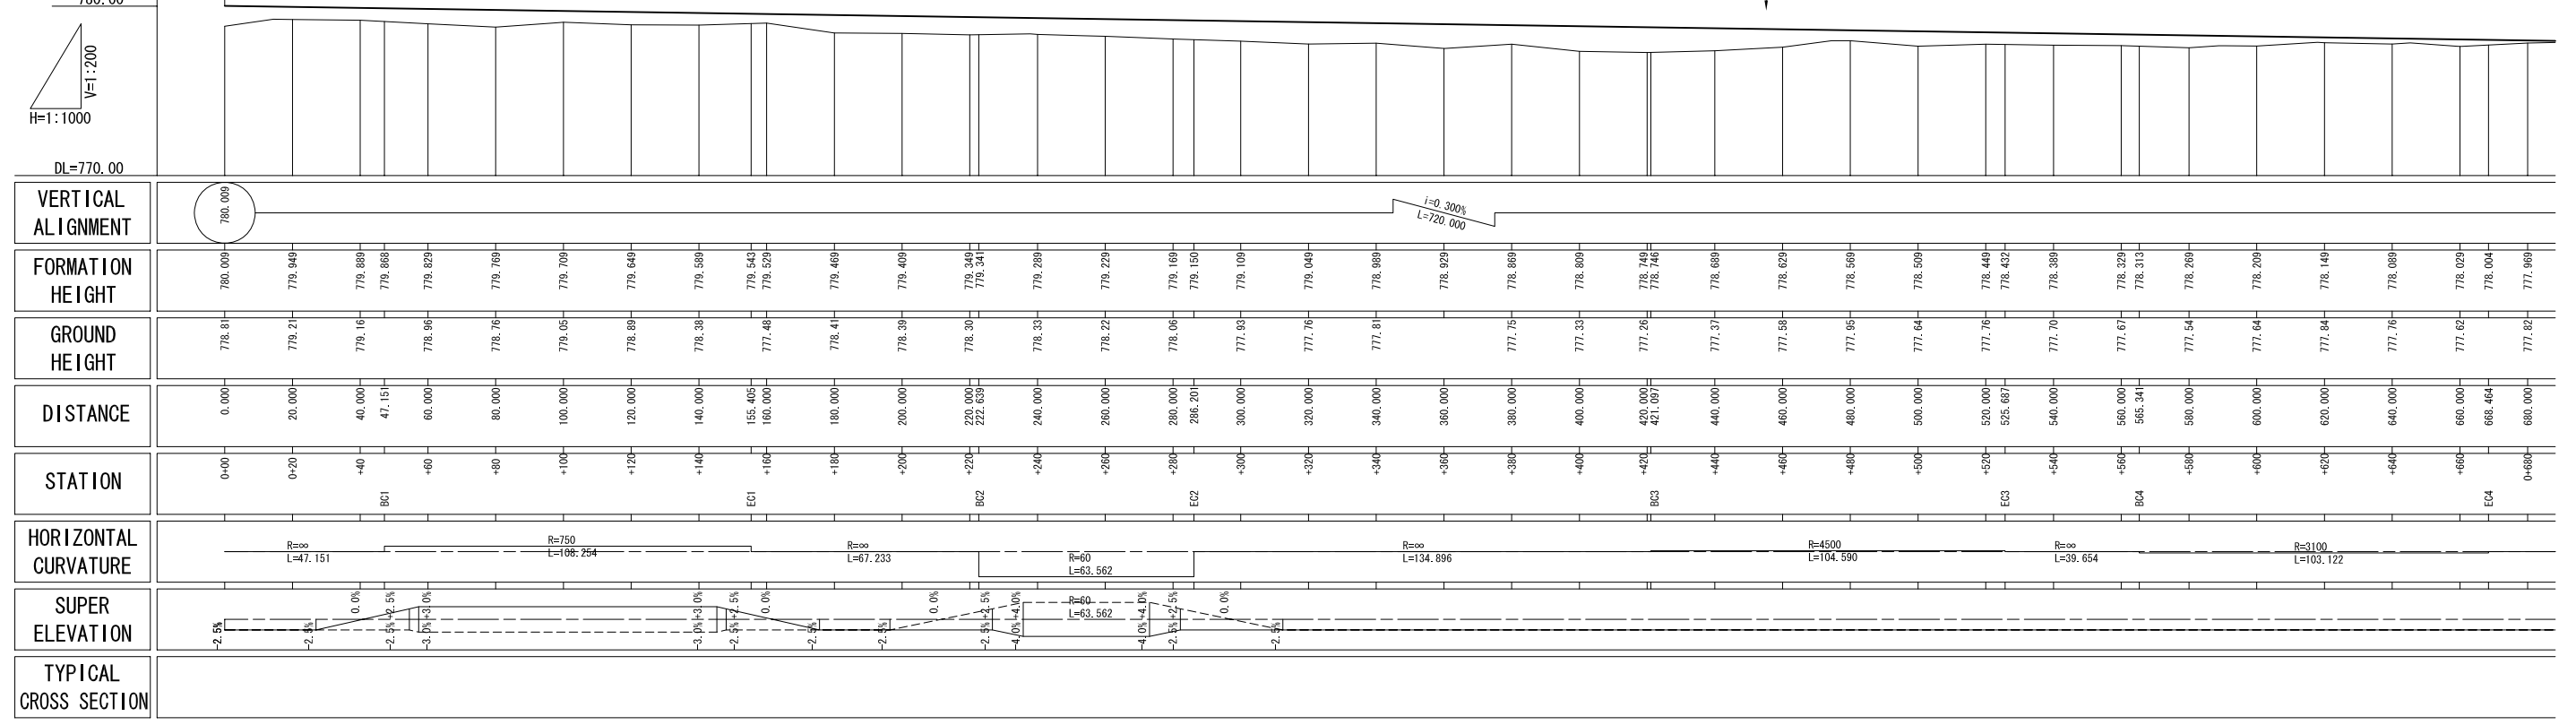 780.00
V=1:200
H=1:1000
DL=770.00
VERTICAL
ALIGNMENT
780.009
i=0.300%
L=720.000
FORMATION
HEIGHT
780.009 779.949 779.889 779.868 779.829 779.769 779.709 779.649 779.589 779.543 779.529 779.469 779.409 779.349 779.341 779.289 779.229 779.169 779.150 779.109 779.049 778.989 778.929 778.869 778.809 778.749 778.746 778.689 778.629 778.569 778.509 778.449 778.432 778.389 778.329 778.313 778.269 778.209 778.149 778.089 778.029 778.004 777.969
GROUND
HEIGHT
778.81 779.21 779.16 778.96 778.76 779.05 778.89 778.38 777.48 778.41 778.39 778.30 778.33 778.22 778.06 777.93 777.76 777.81 777.75 777.33 777.26 777.37 777.58 777.95 777.64 777.76 777.70 777.67 777.54 777.64 777.84 777.76 777.62 777.82
DISTANCE
0.000 20.000 40.000 47.151 60.000 80.000 100.000 120.000 140.000 155.405 160.000 180.000 200.000 220.000 222.639 240.000 260.000 280.000 286.201 300.000 320.000 340.000 360.000 380.000 400.000 420.000 421.097 440.000 460.000 480.000 500.000 520.000 525.687 540.000 560.000 565.341 580.000 600.000 620.000 640.000 660.000 668.464 680.000
STATION
0+00 0+20 +40 +60 +80 +100 +120 +140 +160 +180 +200 +220 +240 +260 +280 +300 +320 +340 +360 +380 +400 +420 +440 +460 +480 +500 +520 +540 +560 +580 +600 +620 +640 +660 0+680
BC1 EC1 BC2 EC2 BC3 EC3 BC4 EC4
HORIZONTAL
CURVATURE
R=∞
L=47.151
R=750
L=108.254
R=∞
L=67.233
R=60
L=63.562
R=∞
L=134.896
R=4500
L=104.590
R=∞
L=39.654
R=3100
L=103.122
SUPER
ELEVATION
0.0% +2.5% +3.0% +3.0% +2.5% 0.0% 0.0% +2.5% +4.0% +4.0% +2.5% 0.0%
R=60
L=63.562
-2.5% -2.5% -2.5% -3.0% -3.0% -2.5% -2.5% -2.5% -2.5% -4.0% -4.0% -2.5% -2.5%
TYPICAL
CROSS SECTION